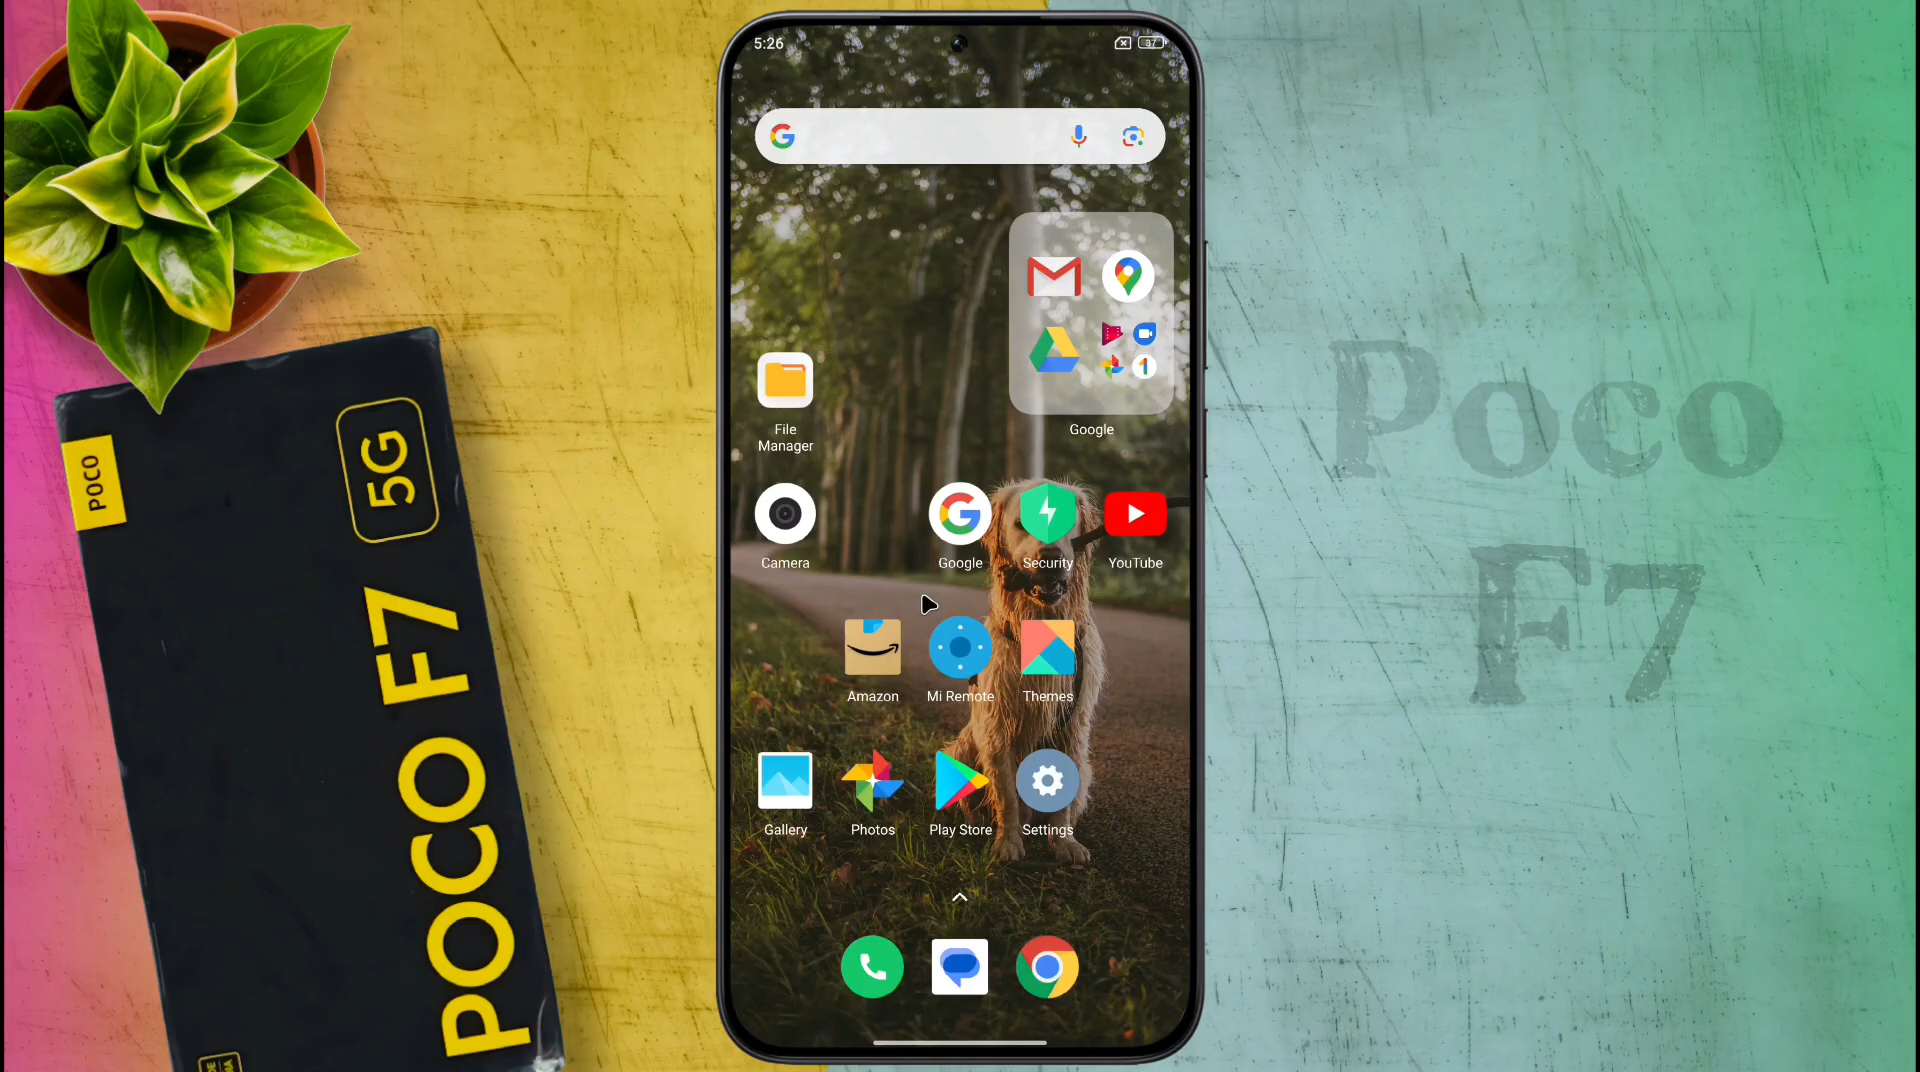 5:26
37
File
Manager
Google
Camera
Google
Security
YouTube
Amazon
Mi Remote
Themes
Gallery
Photos
Play Store
Settings
POCO
5G
POCO F7
Poco
F7